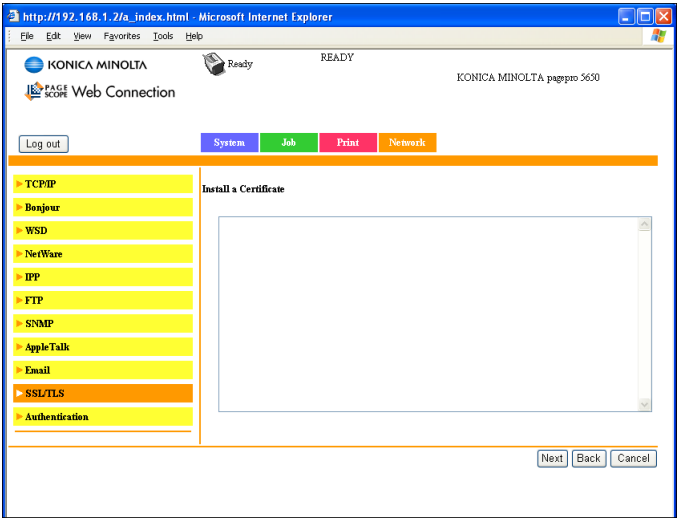 http://192.168.1.2/a_index.html - Microsoft Internet Explorer
File Edit View Favorites Tools Help
KONICA MINOLTA
Ready
READY
KONICA MINOLTA pagepro 5650
PAGE SCOPE Web Connection
Log out
System Job Print Network
TCP/IP
Install a Certificate
Bonjour
WSD
NetWare
IPP
FTP
SNMP
AppleTalk
Email
SSL/TLS
Authentication
Next Back Cancel